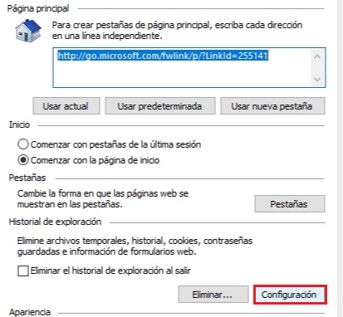 Página principal
Para crear pestañas de página principal, escriba cada dirección
en una línea independiente.
http://go.microsoft.com/fwlink/p/?LinkId=255141
Usar actual
Usar predeterminada
Usar nueva pestaña
Inicio
Comenzar con pestañas de la última sesión
Comenzar con la página de inicio
Pestañas
Cambie la forma en que las páginas web se
muestran en las pestañas.
Pestañas
Historial de exploración
Elimine archivos temporales, historial, cookies, contraseñas
guardadas e información de formularios web.
Eliminar el historial de exploración al salir
Eliminar...
Configuración
Apariencia